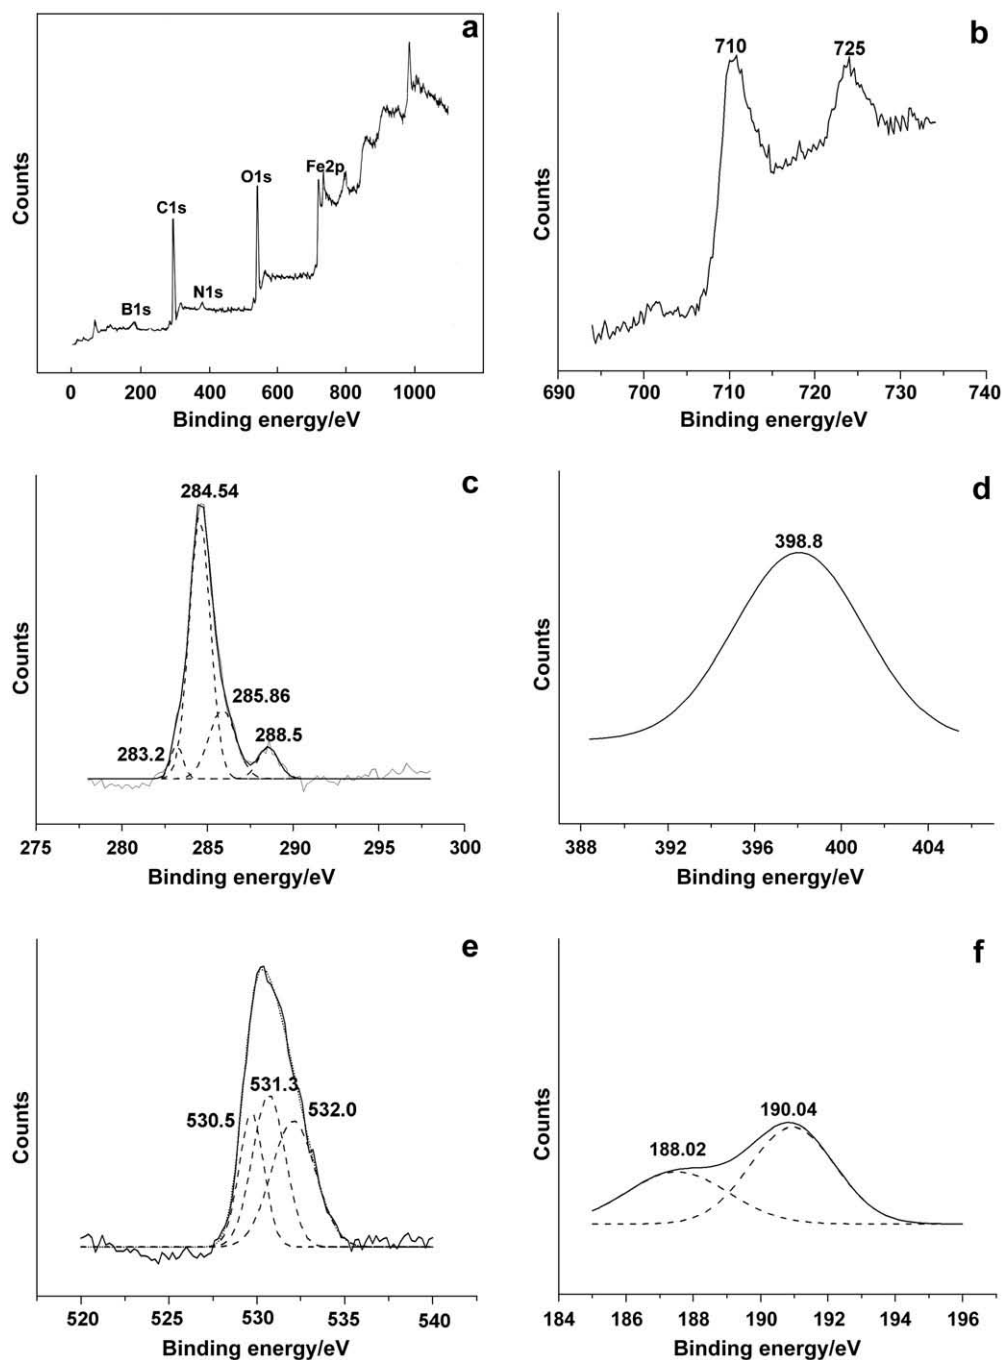 a
Counts
B1s
C1s
N1s
O1s
Fe2p
0 200 400 600 800 1000
Binding energy/eV
b
Counts
710
725
690 700 710 720 730 740
Binding energy/eV
c
Counts
284.54
285.86
283.2
288.5
275 280 285 290 295 300
Binding energy/eV
d
Counts
398.8
388 392 396 400 404
Binding energy/eV
e
Counts
530.5
531.3
532.0
520 525 530 535 540
Binding energy/eV
f
Counts
188.02
190.04
184 186 188 190 192 194 196
Binding energy/eV